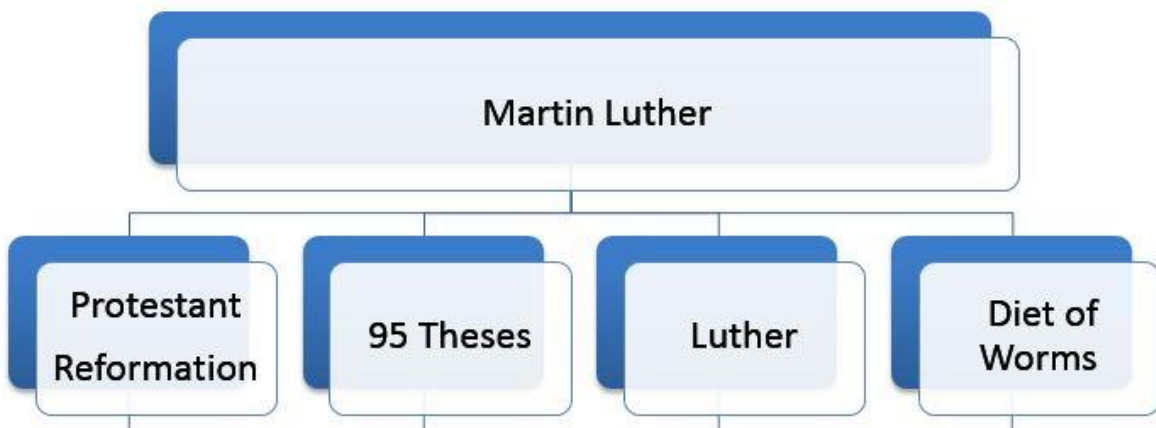 Martin Luther
Protestant
Reformation
95 Theses
Luther
Diet of
Worms